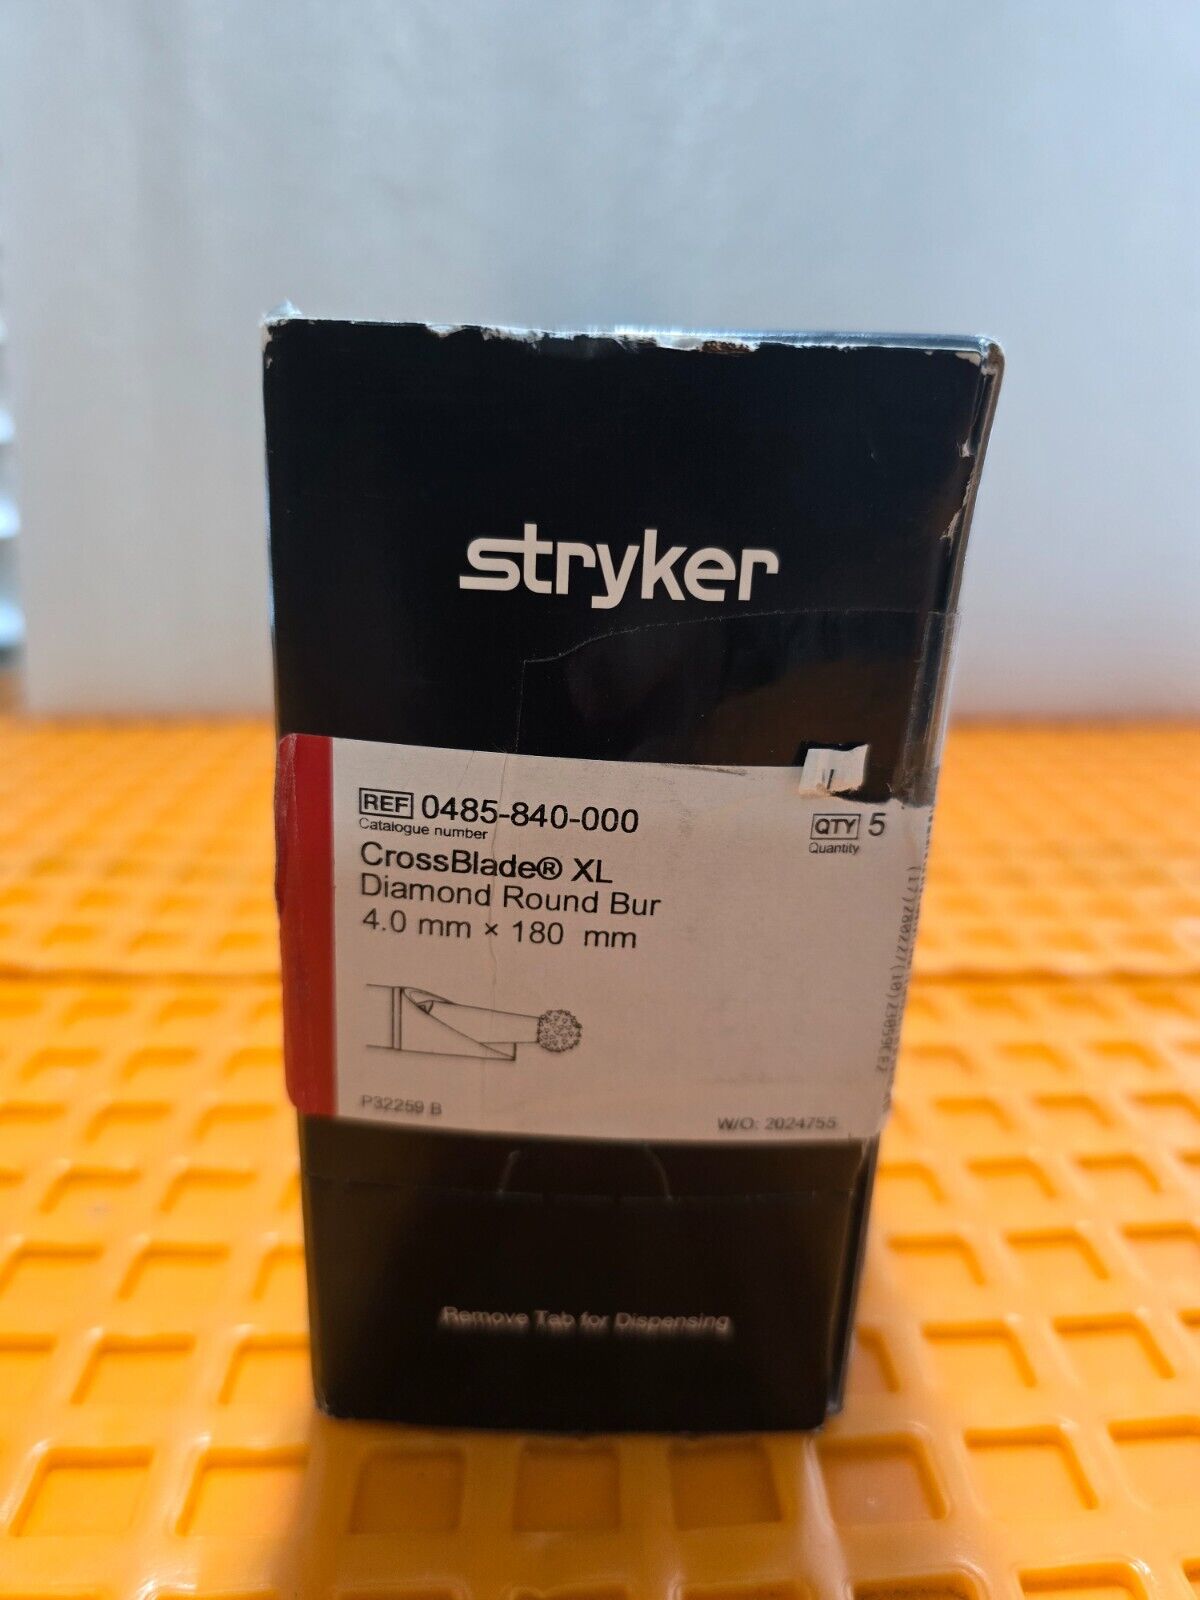 stryker
REF 0485-840-000
Catalogue number
QTY 5
Quantity
CrossBlade® XL
Diamond Round Bur
4.0 mm × 180 mm
P32259 B
W/O: 2024755
Remove Tab for Dispensing